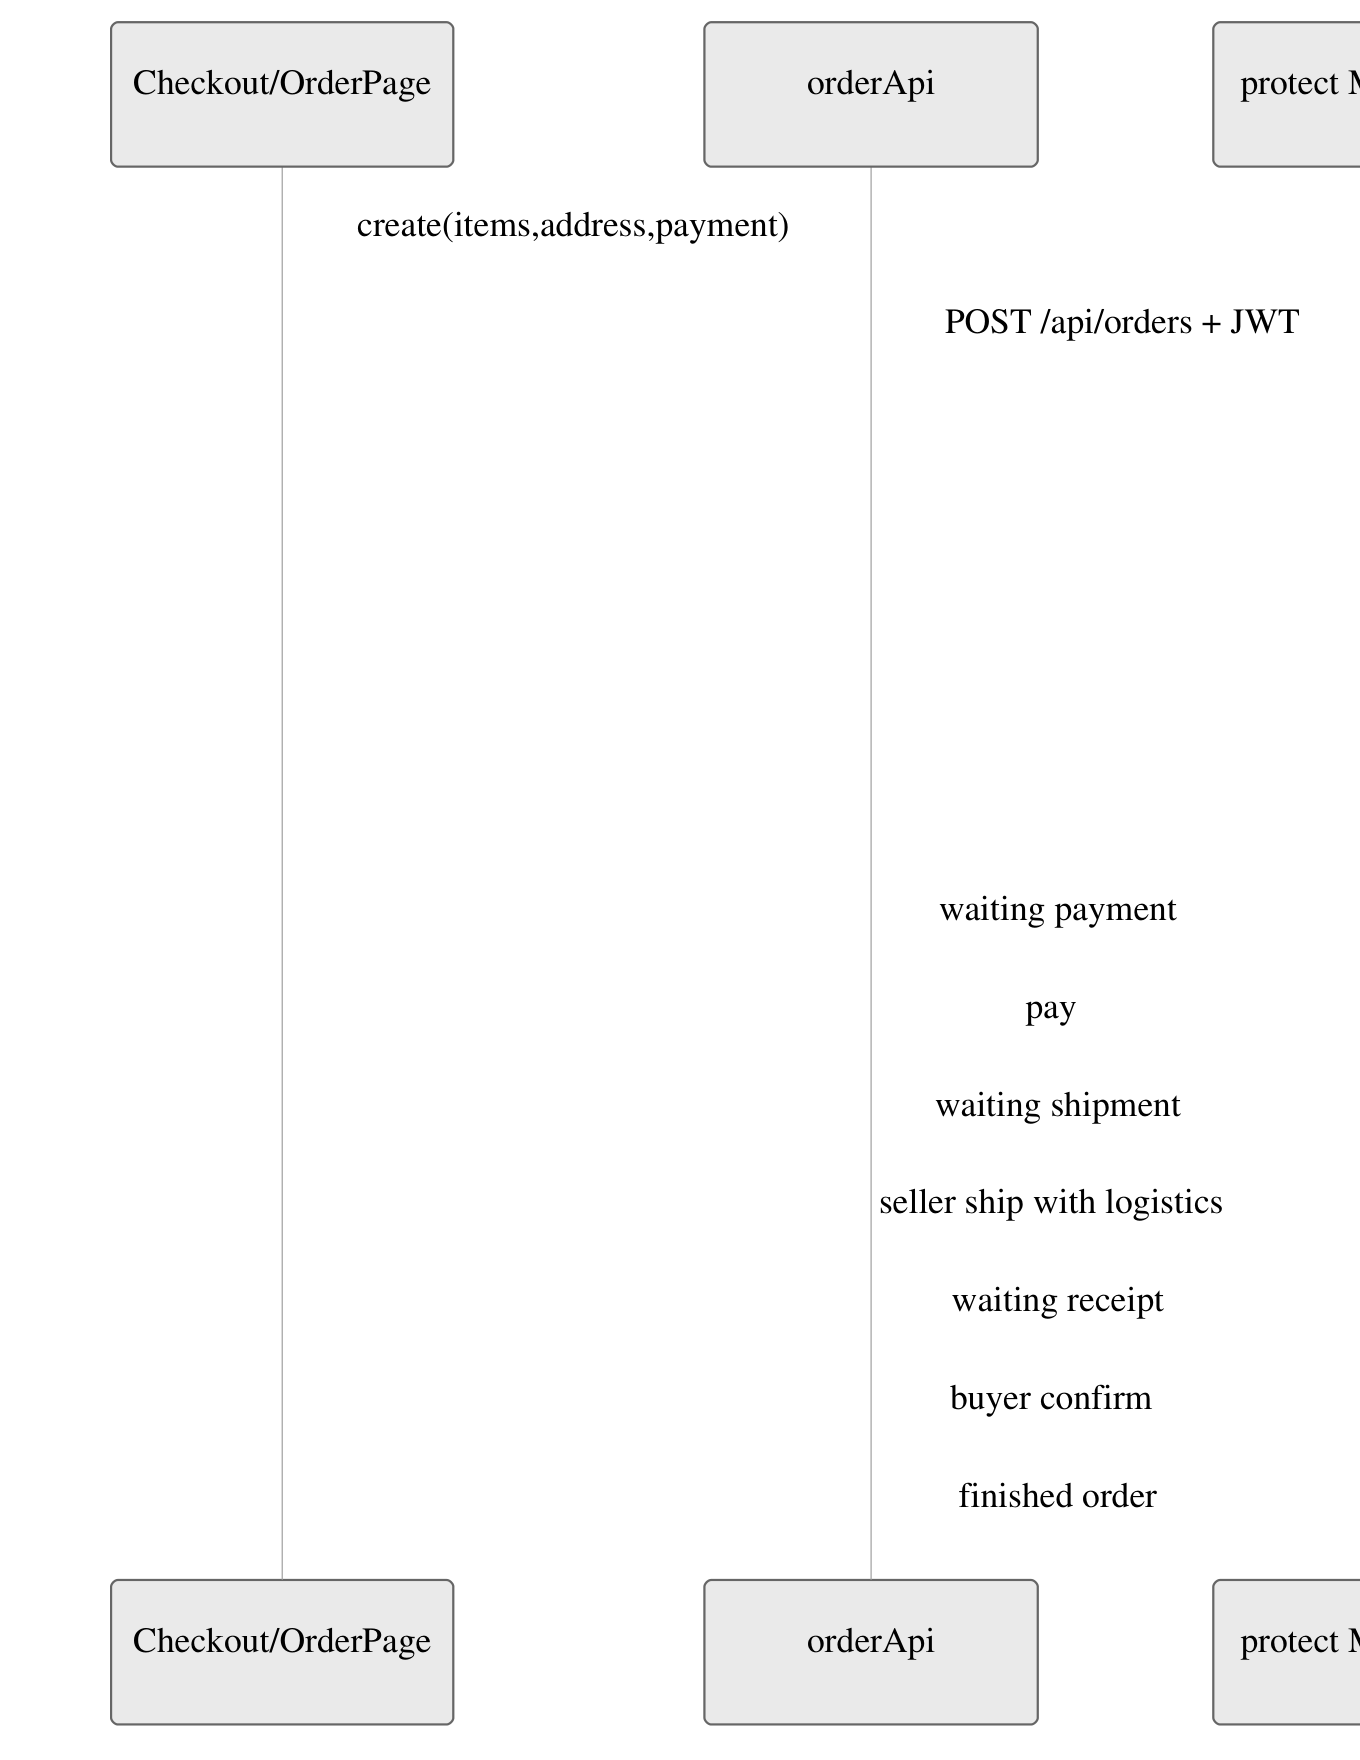 Checkout/OrderPage
orderApi
protect
create(items,address,payment)
POST /api/orders + JWT
waiting payment
pay
waiting shipment
seller ship with logistics
waiting receipt
buyer confirm
finished order
Checkout/OrderPage
orderApi
protect